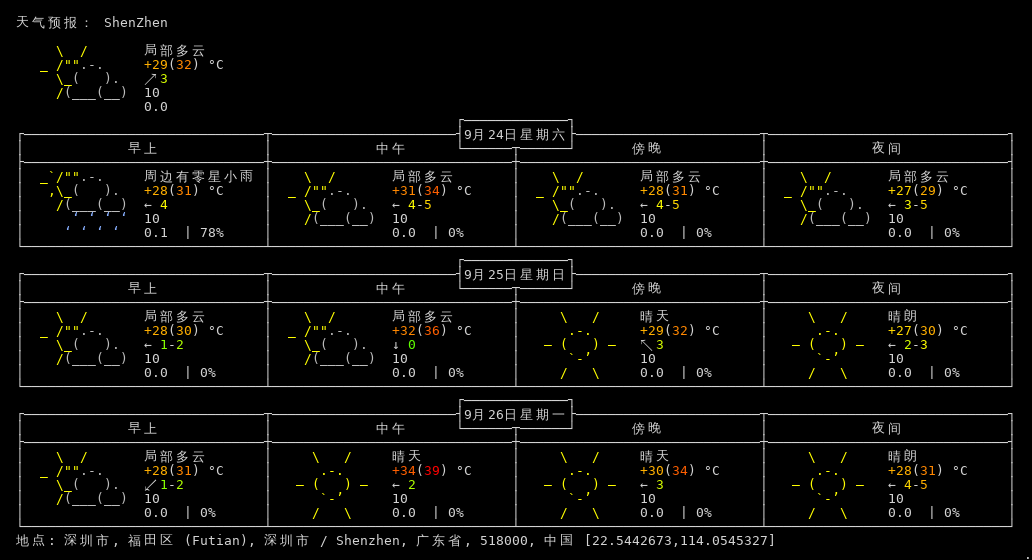 天气预报： ShenZhen
局部多云
+29(32) °C
↗3
10
0.0
9月24日星期六
早上 中午 傍晚 夜间
周边有零星小雨 局部多云 局部多云 局部多云
+28(31) °C +31(34) °C +28(31) °C +27(29) °C
← 4 ← 4-5 ← 4-5 ← 3-5
10 10 10 10
0.1 | 78% 0.0 | 0% 0.0 | 0% 0.0 | 0%
9月25日星期日
早上 中午 傍晚 夜间
局部多云 局部多云 晴天 晴朗
+28(30) °C +32(36) °C +29(32) °C +27(30) °C
← 1-2 ↓ 0 ↖3 ← 2-3
10 10 10 10
0.0 | 0% 0.0 | 0% 0.0 | 0% 0.0 | 0%
9月26日星期一
早上 中午 傍晚 夜间
局部多云 晴天 晴天 晴朗
+28(31) °C +34(39) °C +30(34) °C +28(31) °C
↙1-2 ← 2 ← 3 ← 4-5
10 10 10 10
0.0 | 0% 0.0 | 0% 0.0 | 0% 0.0 | 0%
地点: 深圳市, 福田区 (Futian), 深圳市 / Shenzhen, 广东省, 518000, 中国 [22.5442673,114.0545327]